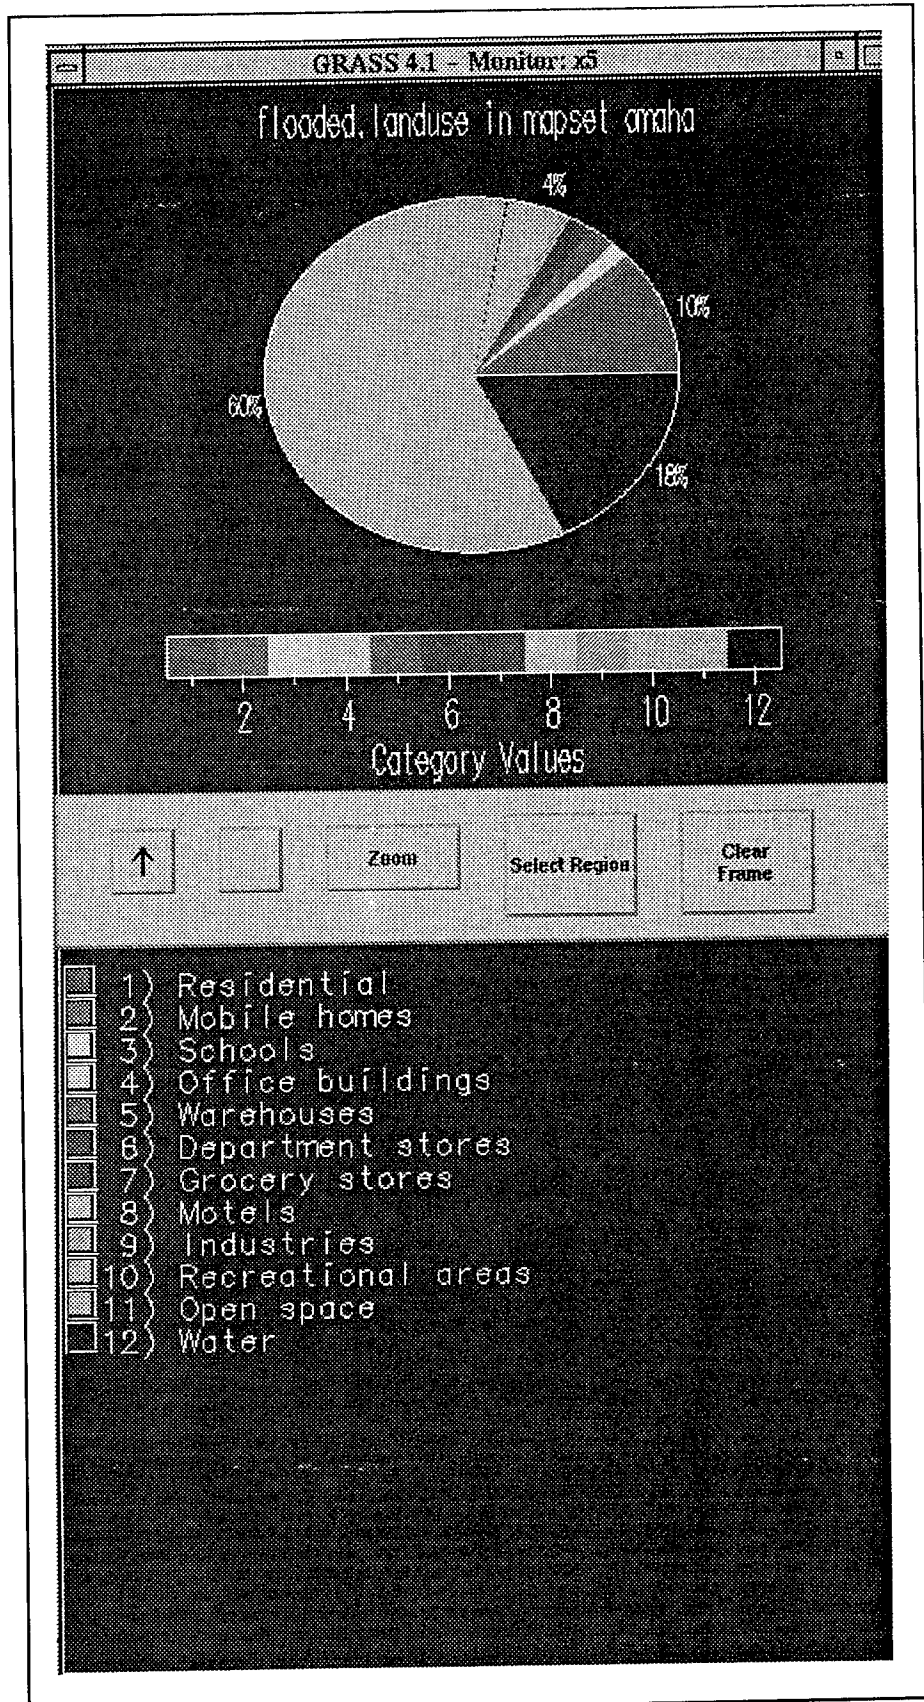 GRASS 4.1 - Monitor: x5
flooded.landuse in mapset omaha
4%
10%
60%
18%
2 4 6 8 10 12
Category Values
Zoom
Select Region
Clear
Frame
1) Residential
2) Mobile homes
3) Schools
4) Office buildings
5) Warehouses
6) Department stores
7) Grocery stores
8) Motels
9) Industries
10) Recreational areas
11) Open space
12) Water